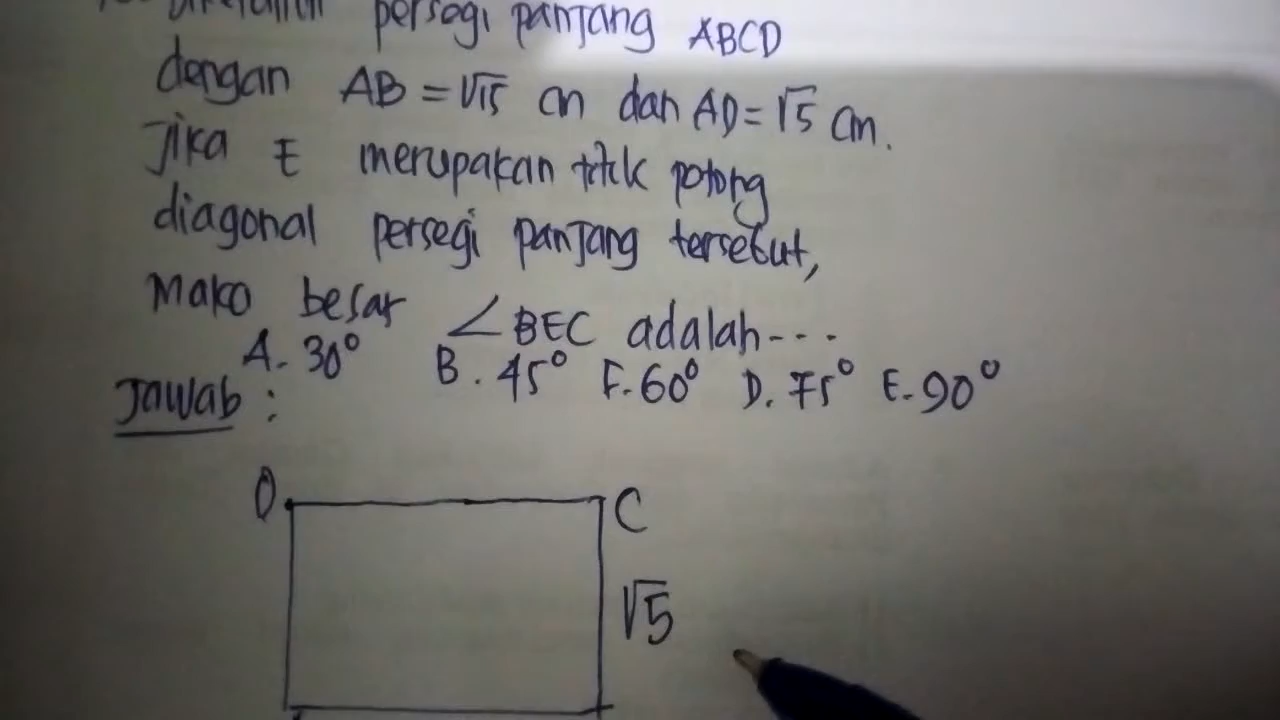 persegi panjang ABCD
dengan AB = √15 cm dan AD = √5 cm.
Jika E merupakan titik potong
diagonal persegi panjang tersebut,
maka besar ∠BEC adalah---
A. 30° B. 45° F. 60° D. 75° E. 90°
Jawab :
D C
√5